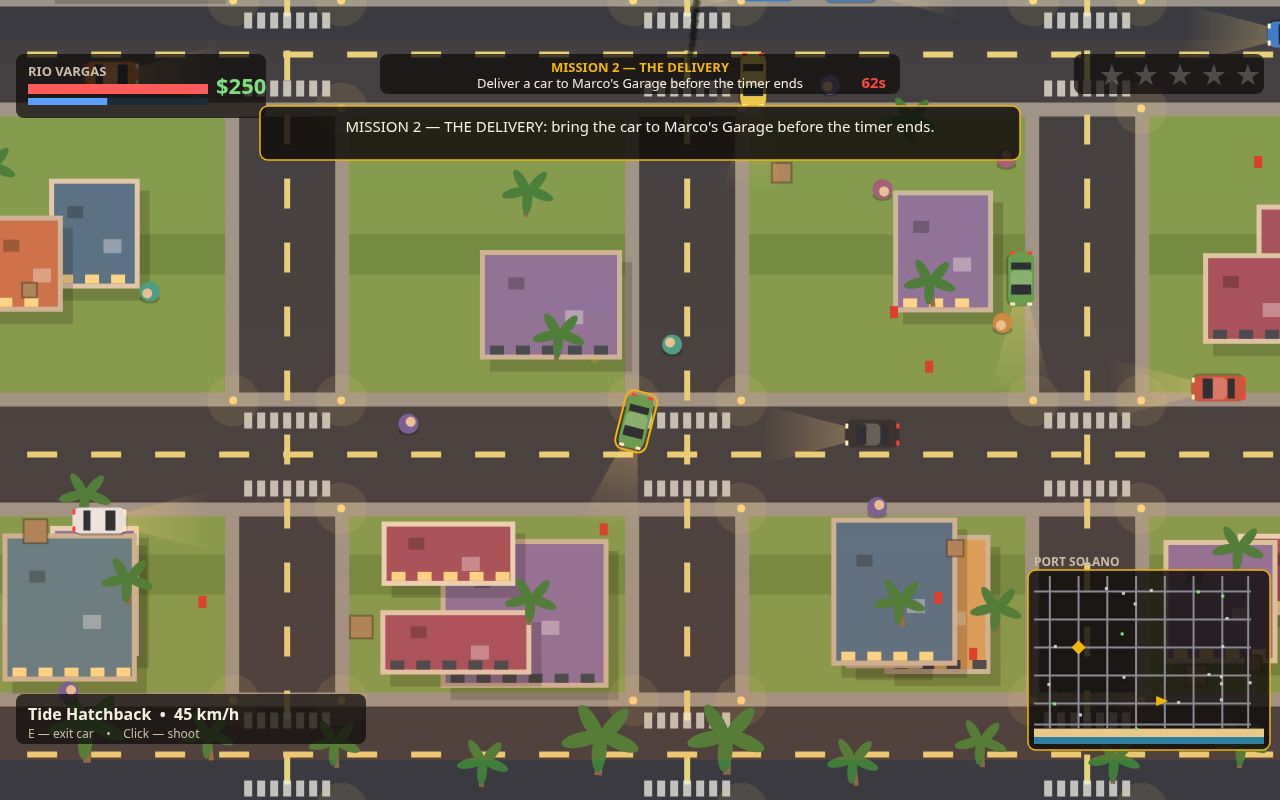 RIO VARGAS
$250
MISSION 2 — THE DELIVERY
Deliver a car to Marco's Garage before the timer ends
62s
MISSION 2 — THE DELIVERY: bring the car to Marco's Garage before the timer ends.
PORT SOLANO
Tide Hatchback • 45 km/h
E — exit car • Click — shoot